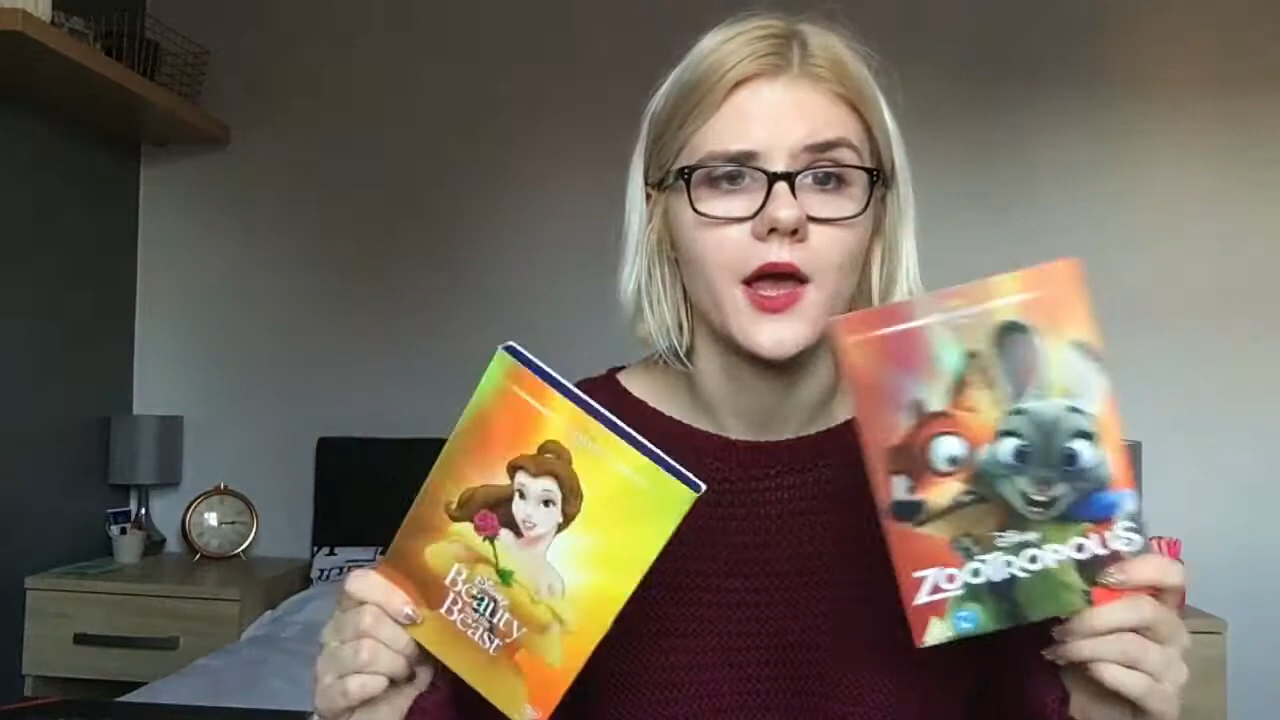 Disney
Beauty
and the
Beast
Disney
ZOOTROPOLIS